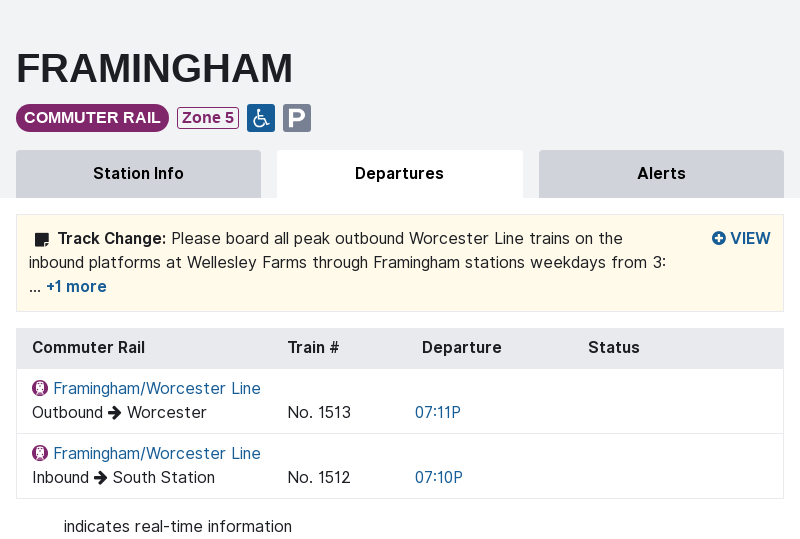 FRAMINGHAM
COMMUTER RAIL Zone 5 P
Station Info Departures Alerts
Track Change: Please board all peak outbound Worcester Line trains on the VIEW
inbound platforms at Wellesley Farms through Framingham stations weekdays from 3:
... +1 more
Commuter Rail Train # Departure Status
Framingham/Worcester Line
Outbound → Worcester No. 1513 07:11P
Framingham/Worcester Line
Inbound → South Station No. 1512 07:10P
indicates real-time information